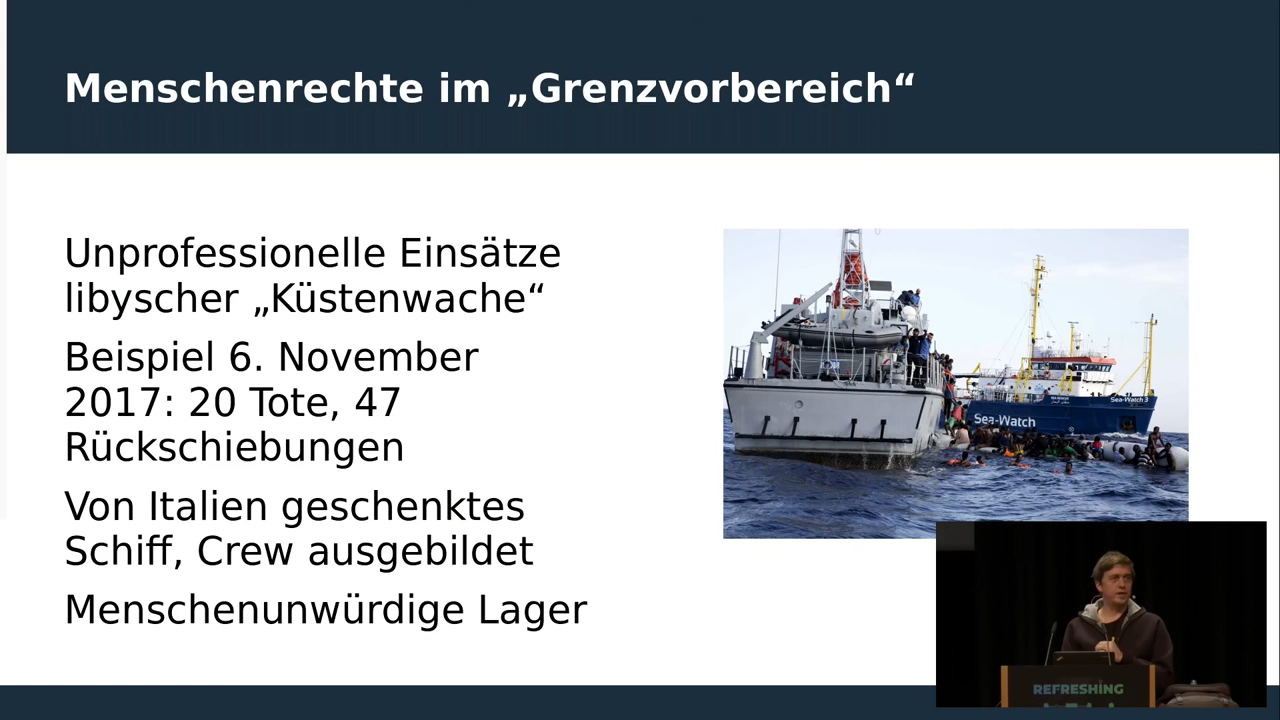 Menschenrechte im „Grenzvorbereich“
Unprofessionelle Einsätze
libyscher „Küstenwache“
Beispiel 6. November
2017: 20 Tote, 47
Rückschiebungen
Von Italien geschenktes
Schiff, Crew ausgebildet
Menschenunwürdige Lager
Sea-Watch 3
Sea-Watch
REFRESHING